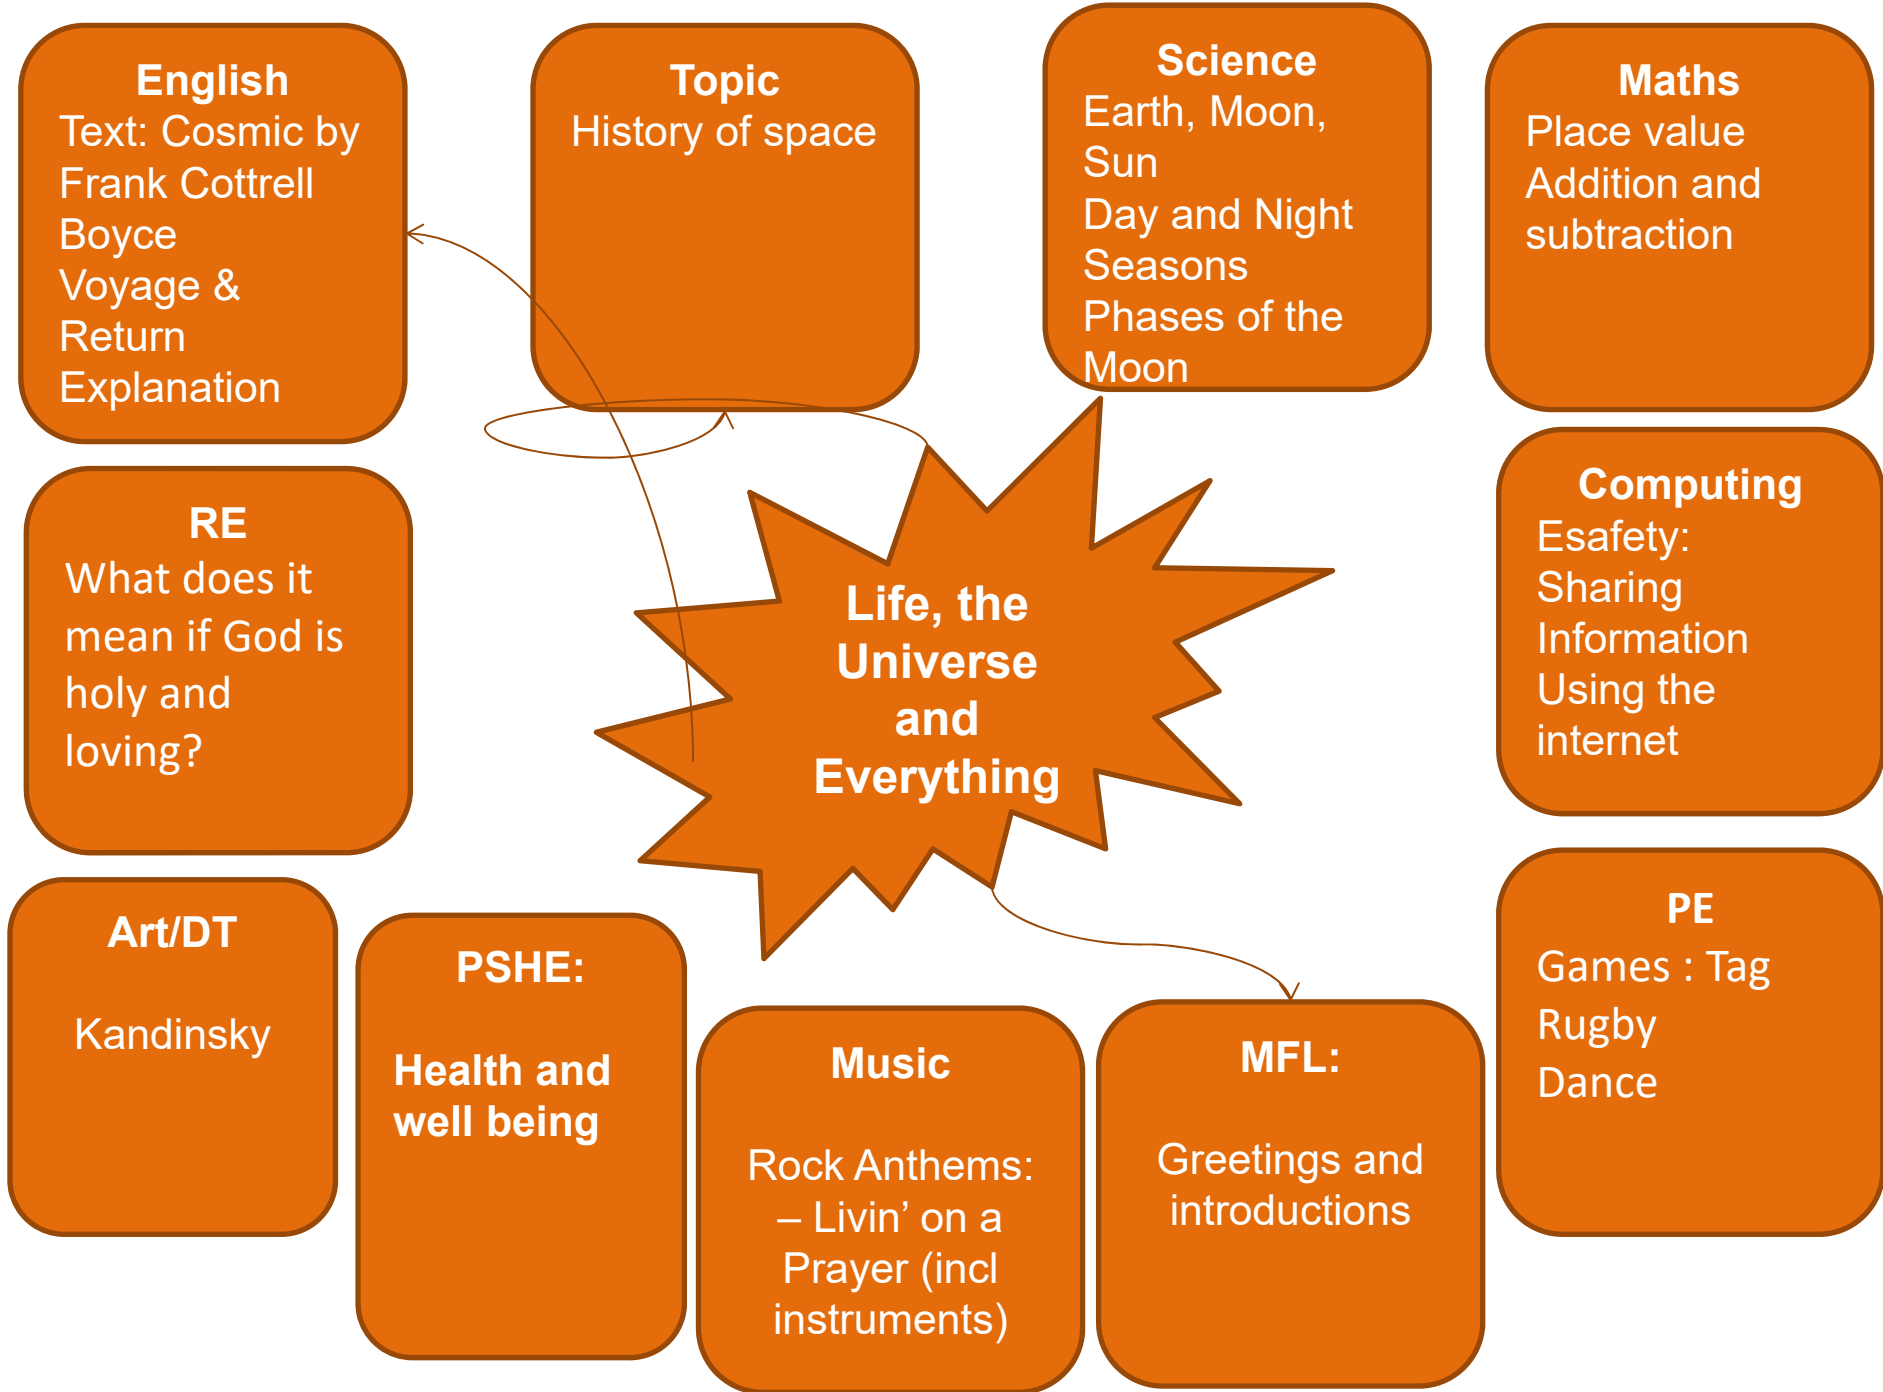 English
Text: Cosmic by
Frank Cottrell
Boyce
Voyage &
Return
Explanation
Topic
History of space
Science
Earth, Moon,
Sun
Day and Night
Seasons
Phases of the
Moon
Maths
Place value
Addition and
subtraction
RE
What does it
mean if God is
holy and
loving?
Life, the
Universe
and
Everything
Computing
Esafety:
Sharing
Information
Using the
internet
Art/DT
Kandinsky
PSHE:
Health and
well being
Music
Rock Anthems:
– Livin’ on a
Prayer (incl
instruments)
MFL:
Greetings and
introductions
PE
Games : Tag
Rugby
Dance